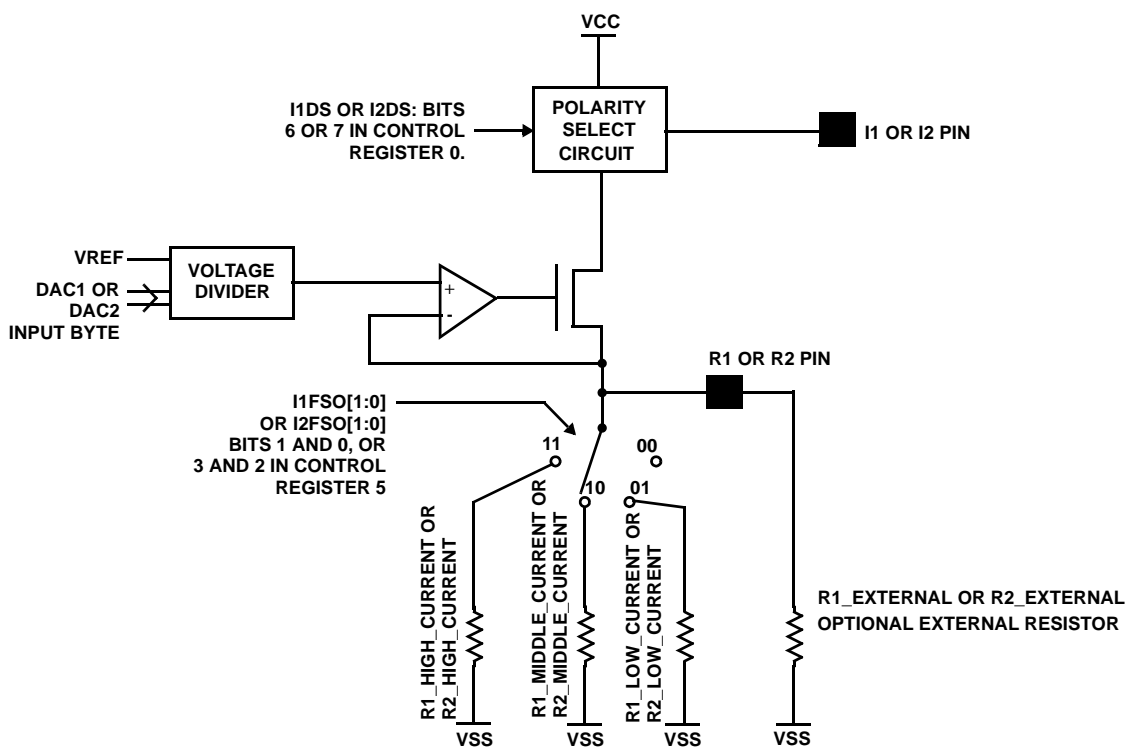 VCC
I1DS OR I2DS: BITS
6 OR 7 IN CONTROL
REGISTER 0.
POLARITY
SELECT
CIRCUIT
I1 OR I2 PIN
VREF
DAC1 OR
DAC2
INPUT BYTE
VOLTAGE
DIVIDER
+
-
R1 OR R2 PIN
I1FSO[1:0]
OR I2FSO[1:0]
BITS 1 AND 0, OR
3 AND 2 IN CONTROL
REGISTER 5
11
00
10
01
R1_HIGH_CURRENT OR
R2_HIGH_CURRENT
R1_MIDDLE_CURRENT OR
R2_MIDDLE_CURRENT
R1_LOW_CURRENT OR
R2_LOW_CURRENT
R1_EXTERNAL OR R2_EXTERNAL
OPTIONAL EXTERNAL RESISTOR
VSS
VSS
VSS
VSS